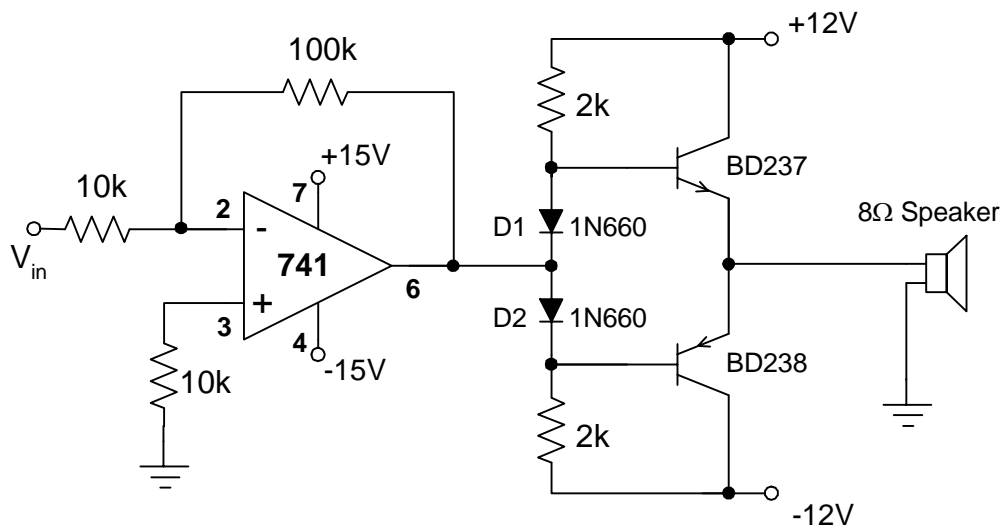 +12V
100k
2k
+15V
BD237
10k
7
8Ω Speaker
2
-
D1
1N660
Vin
741
6
+
D2
1N660
3
4
-15V
BD238
10k
2k
-12V